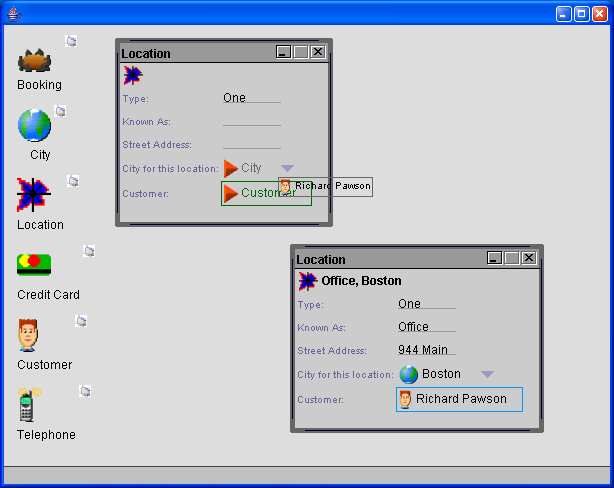 Booking
City
Location
Credit Card
Customer
Telephone
Location
Type: One
Known As:
Street Address:
City for this location: City
Customer: Customer
Richard Pawson
Location
Office, Boston
Type: One
Known As: Office
Street Address: 944 Main
City for this location: Boston
Customer: Richard Pawson